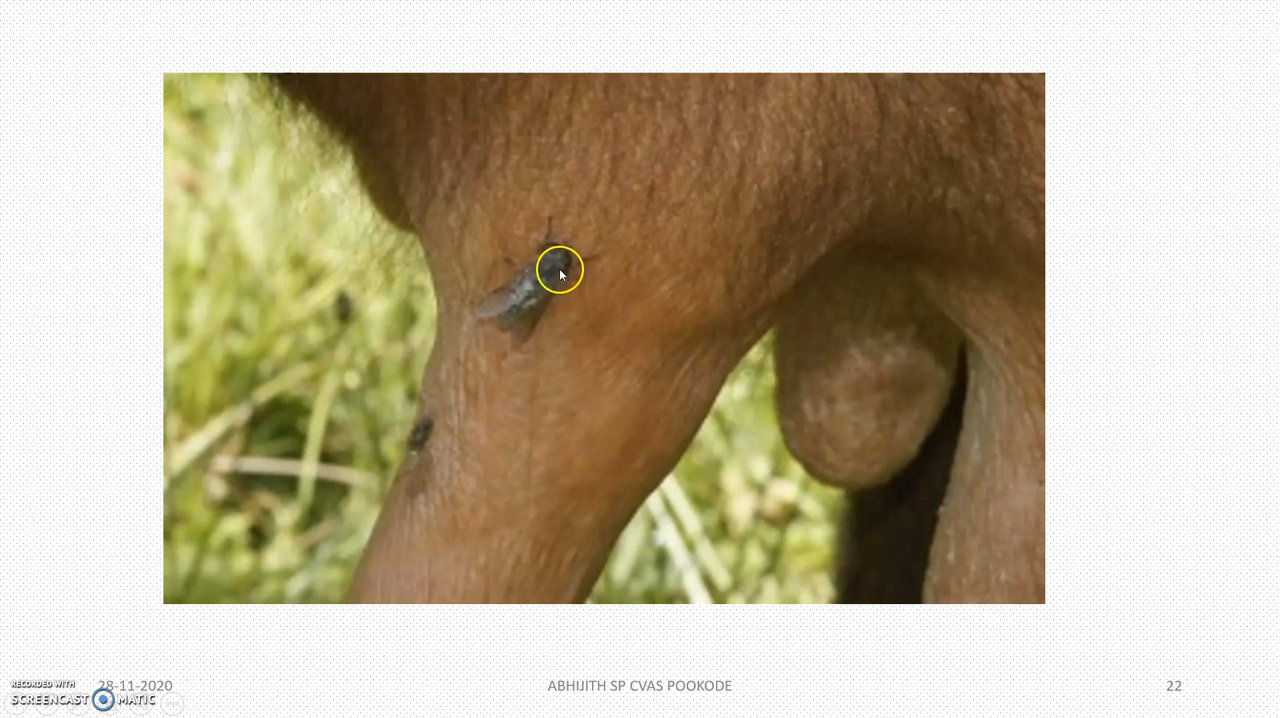 28-11-2020
ABHIJITH SP CVAS POOKODE
22
RECORDED WITH
SCREENCAST MATIC